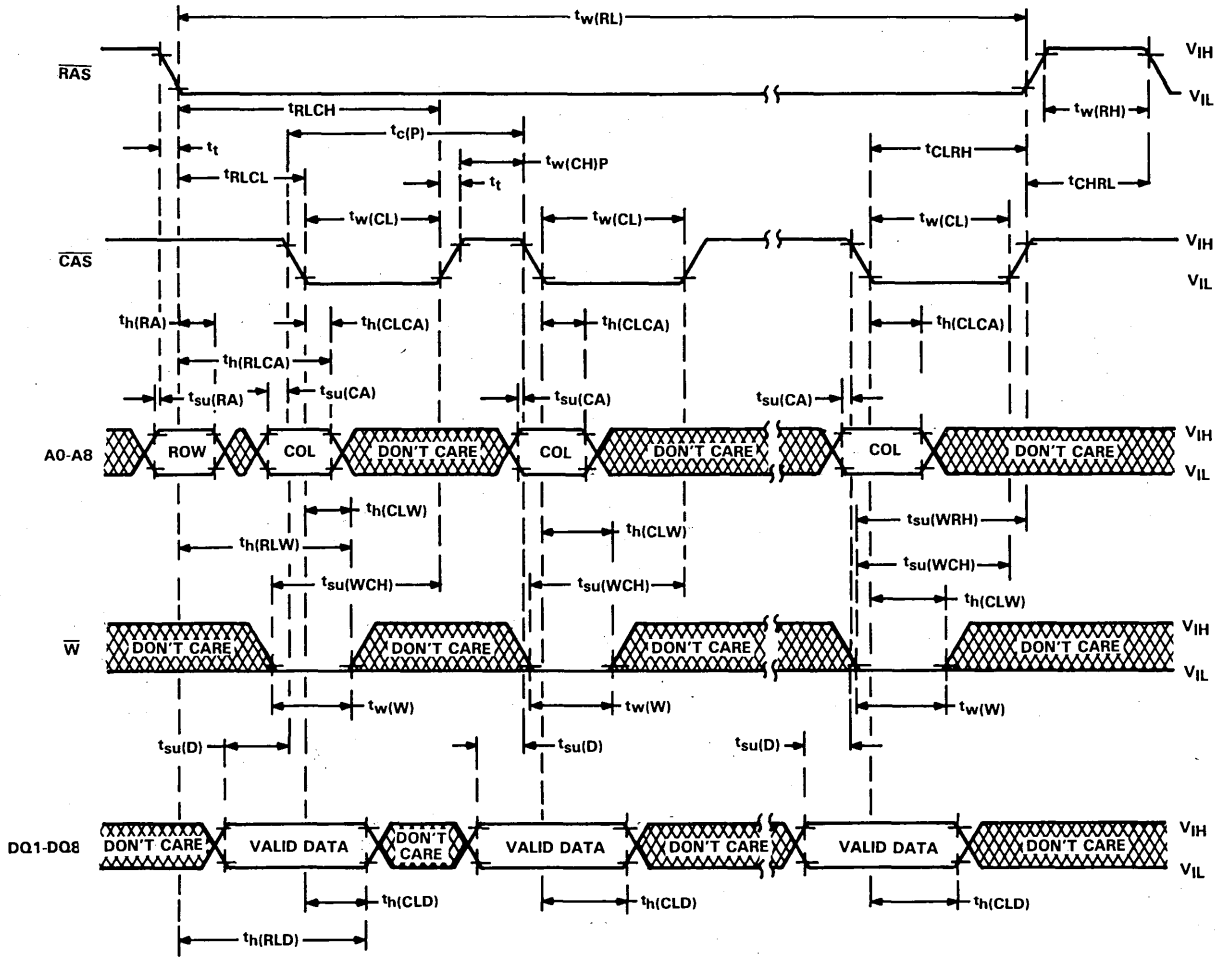 tw(RL)
RAS
VIH
VIL
tRLCH
tw(RH)
tc(P)
tt
tw(CH)P
tCLRH
tRLCL
tt
tCHRL
tw(CL)
tw(CL)
tw(CL)
CAS
VIH
VIL
th(RA)
th(CLCA)
th(CLCA)
th(CLCA)
th(RLCA)
tsu(RA)
tsu(CA)
tsu(CA)
tsu(CA)
A0-A8
ROW
COL
DON'T CARE
COL
DON'T CARE
COL
DON'T CARE
VIH
VIL
th(CLW)
th(CLW)
tsu(WRH)
th(RLW)
tsu(WCH)
tsu(WCH)
tsu(WCH)
th(CLW)
W
DON'T CARE
DON'T CARE
DON'T CARE
DON'T CARE
VIH
VIL
tw(W)
tw(W)
tw(W)
tsu(D)
tsu(D)
tsu(D)
DQ1-DQ8
DON'T CARE
VALID DATA
DON'T
CARE
VALID DATA
DON'T CARE
VALID DATA
DON'T CARE
VIH
VIL
th(CLD)
th(CLD)
th(CLD)
th(RLD)